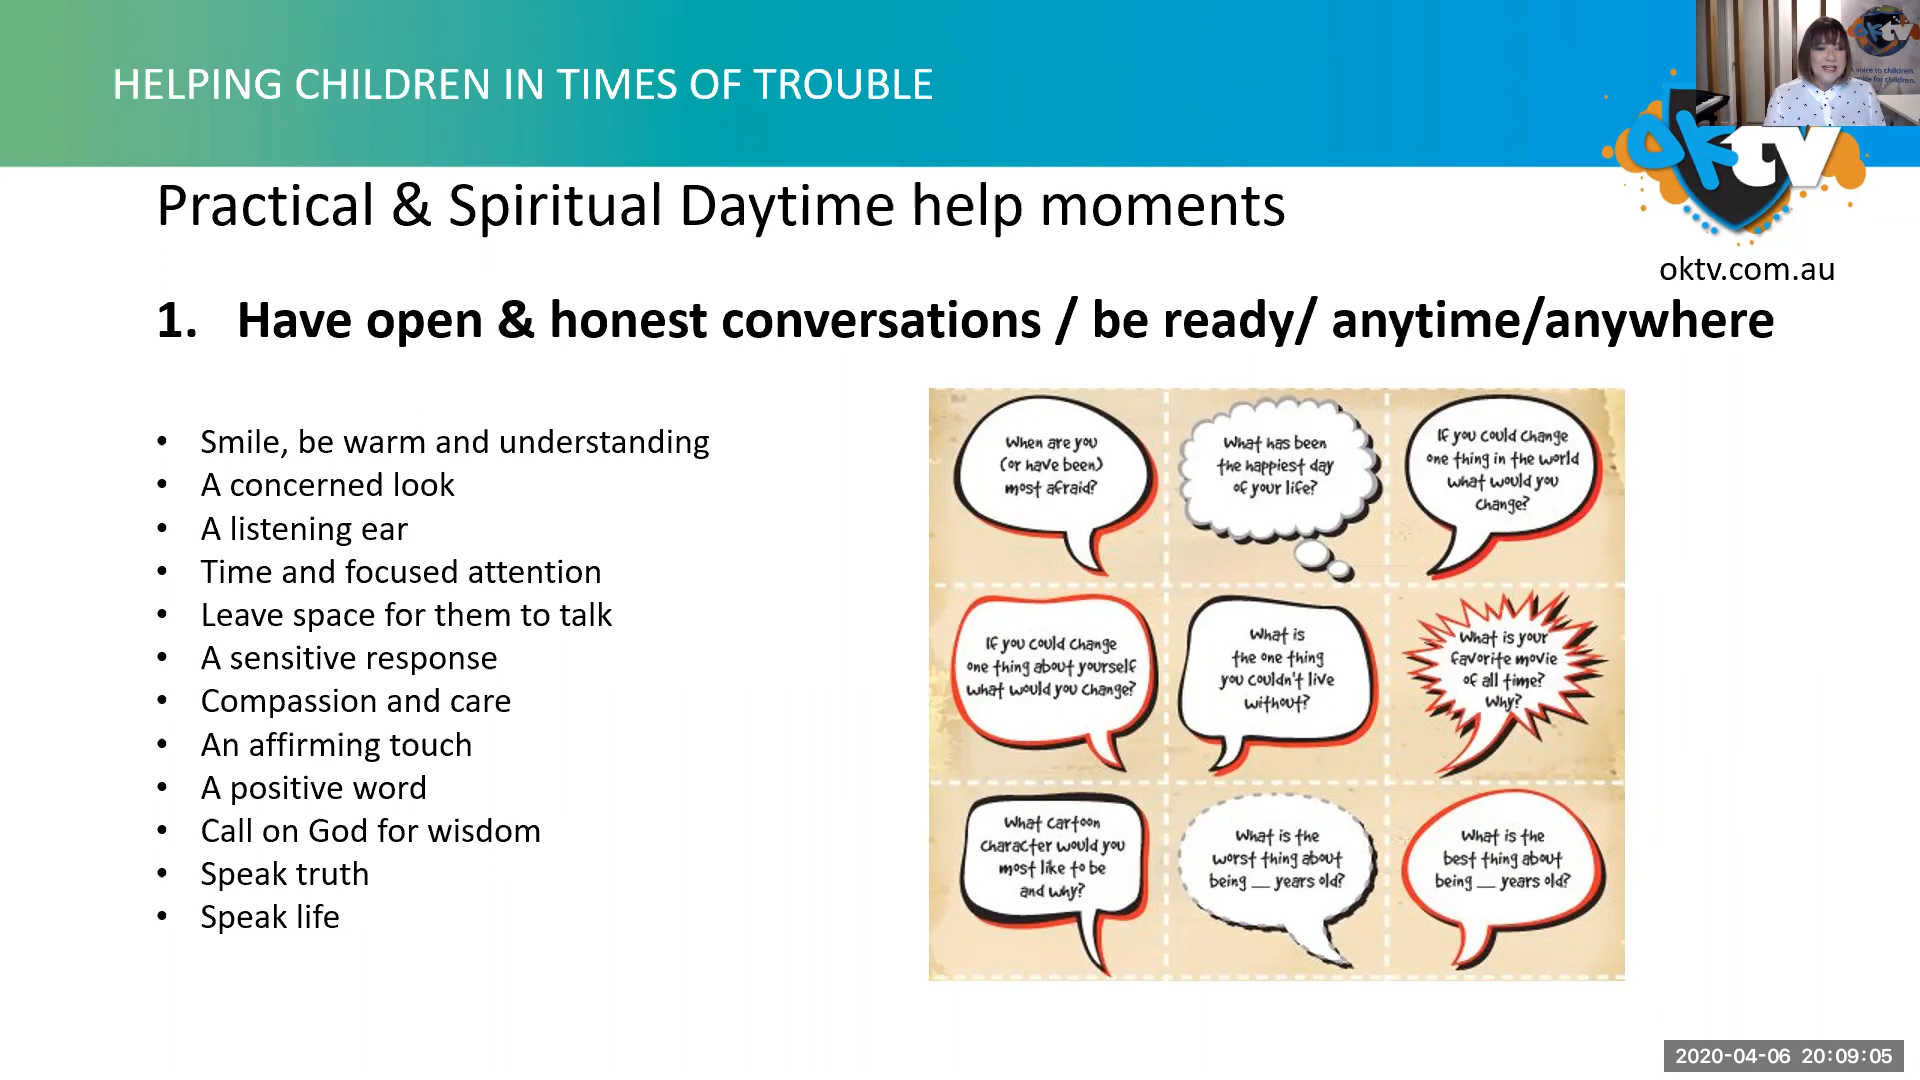 HELPING CHILDREN IN TIMES OF TROUBLE
oktv
voice to children.
for children.
oktv
oktv.com.au
Practical & Spiritual Daytime help moments
1. Have open & honest conversations / be ready/ anytime/anywhere
• Smile, be warm and understanding
• A concerned look
• A listening ear
• Time and focused attention
• Leave space for them to talk
• A sensitive response
• Compassion and care
• An affirming touch
• A positive word
• Call on God for wisdom
• Speak truth
• Speak life
When are you
(or have been)
most afraid?
What has been
the happiest day
of your life?
If you could change
one thing in the world
what would you
change?
If you could change
one thing about yourself
what would you change?
What is
the one thing
you couldn't live
without?
What is your
favorite movie
of all time?
Why?
What cartoon
character would you
most like to be
and why?
What is the
worst thing about
being __ years old?
What is the
best thing about
being __ years old?
2020-04-06 20:09:05